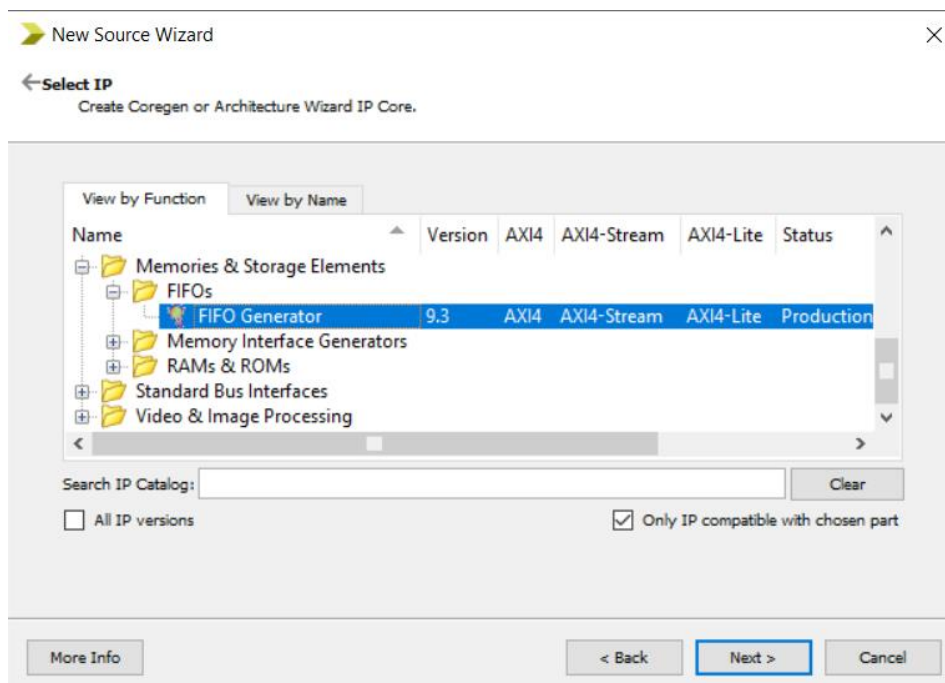 New Source Wizard
Select IP
Create Coregen or Architecture Wizard IP Core.
View by Function View by Name
Name Version AXI4 AXI4-Stream AXI4-Lite Status
Memories & Storage Elements
FIFOs
FIFO Generator 9.3 AXI4 AXI4-Stream AXI4-Lite Production
Memory Interface Generators
RAMs & ROMs
Standard Bus Interfaces
Video & Image Processing
Search IP Catalog: Clear
All IP versions Only IP compatible with chosen part
More Info < Back Next > Cancel